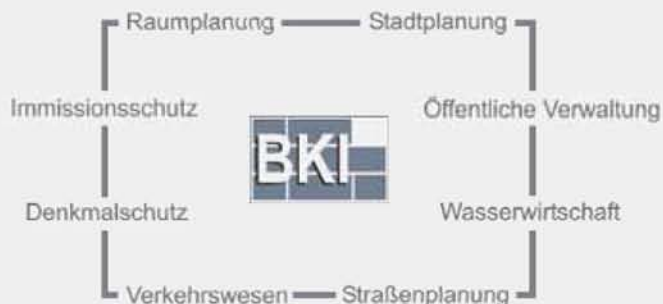 Raumplanung Stadtplanung
Immissionsschutz Öffentliche Verwaltung
BKI
Denkmalschutz Wasserwirtschaft
Verkehrswesen Straßenplanung